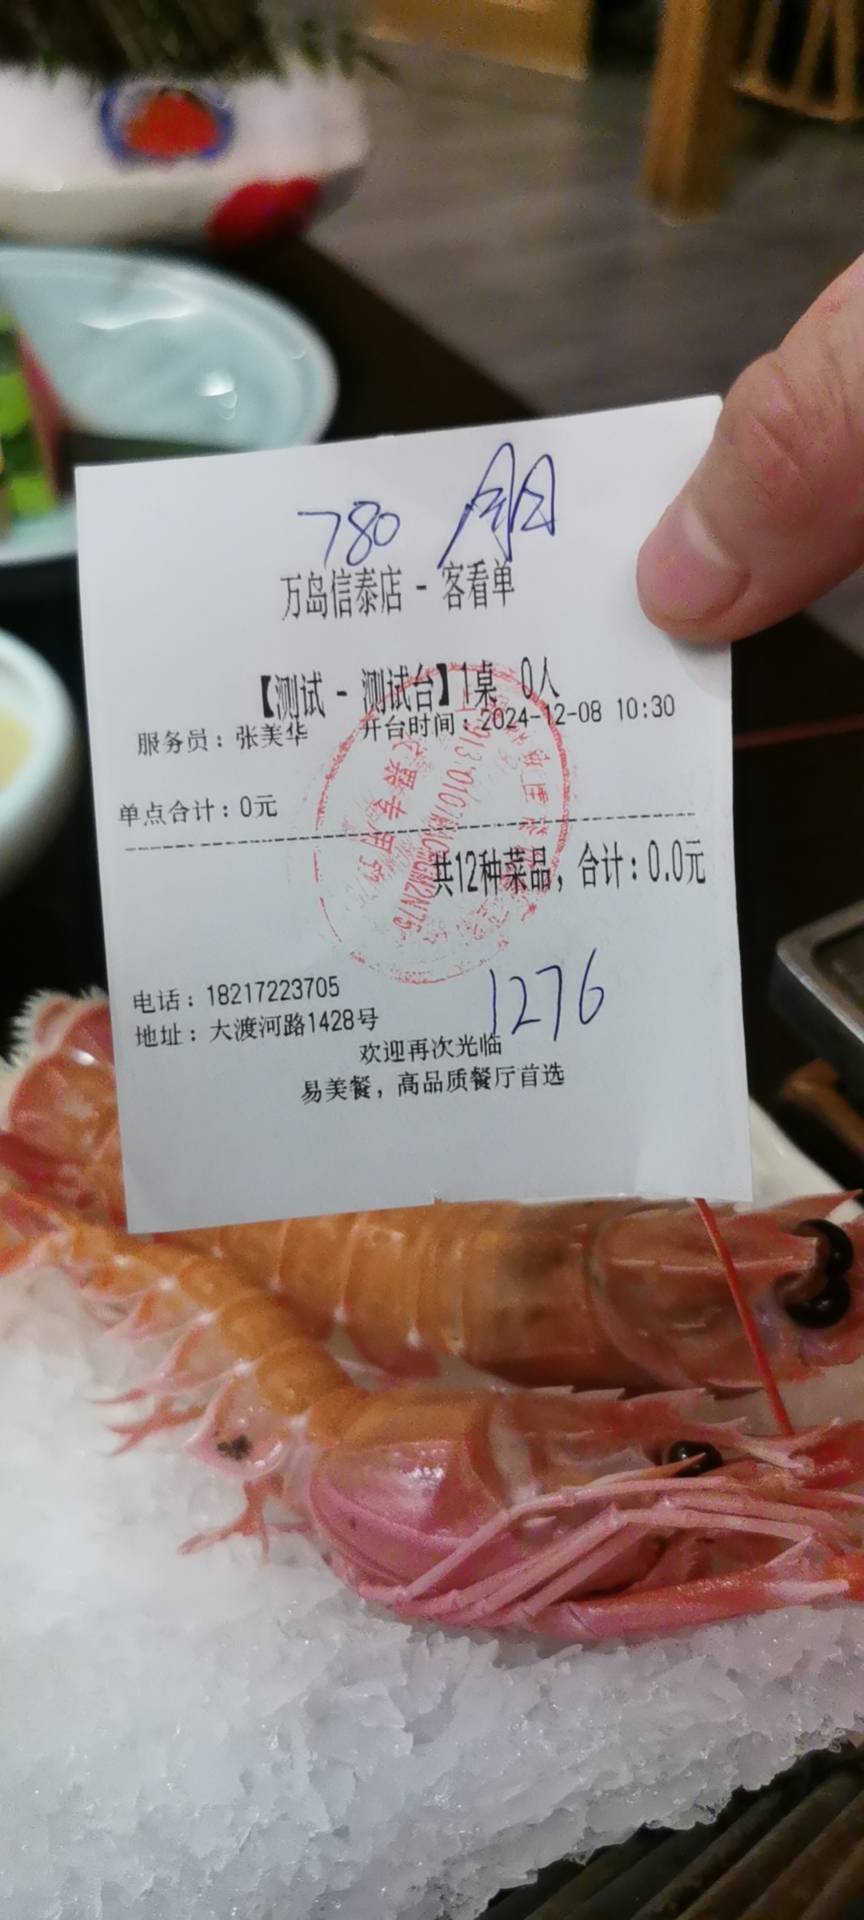 780 周
万岛信泰店 - 客看单
【测试 - 测试台】1桌 0人
服务员：张美华 开台时间：2024-12-08 10:30
单点合计：0元
共12种菜品，合计：0.0元
1276
电话：18217223705
地址：大渡河路1428号
欢迎再次光临
易美餐，高品质餐厅首选